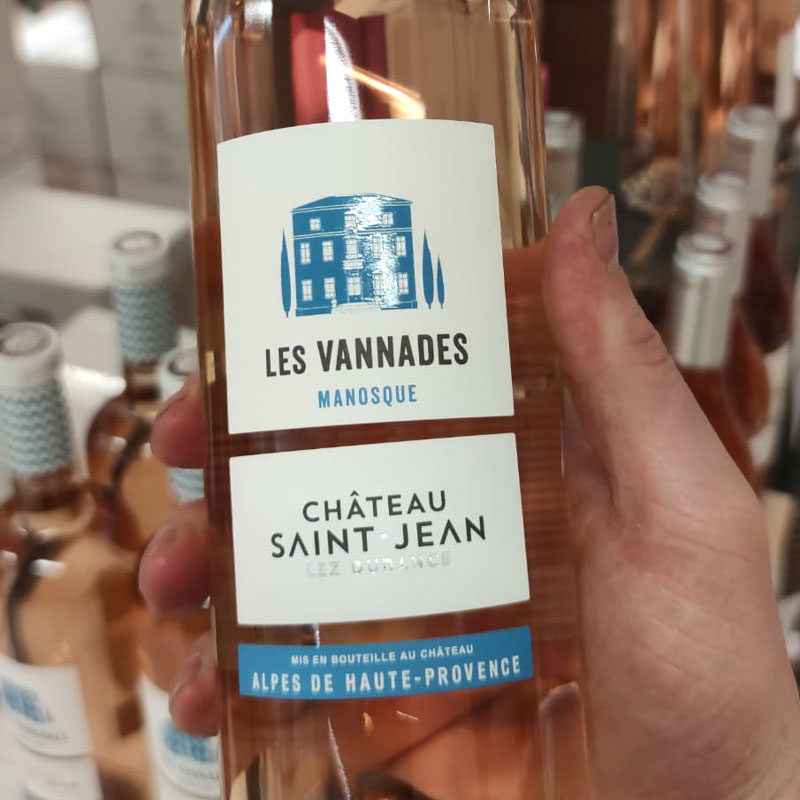 LES VANNADES
MANOSQUE
CHÂTEAU
SAINT-JEAN
LEZ DURANCE
MIS EN BOUTEILLE AU CHÂTEAU
ALPES DE HAUTE-PROVENCE